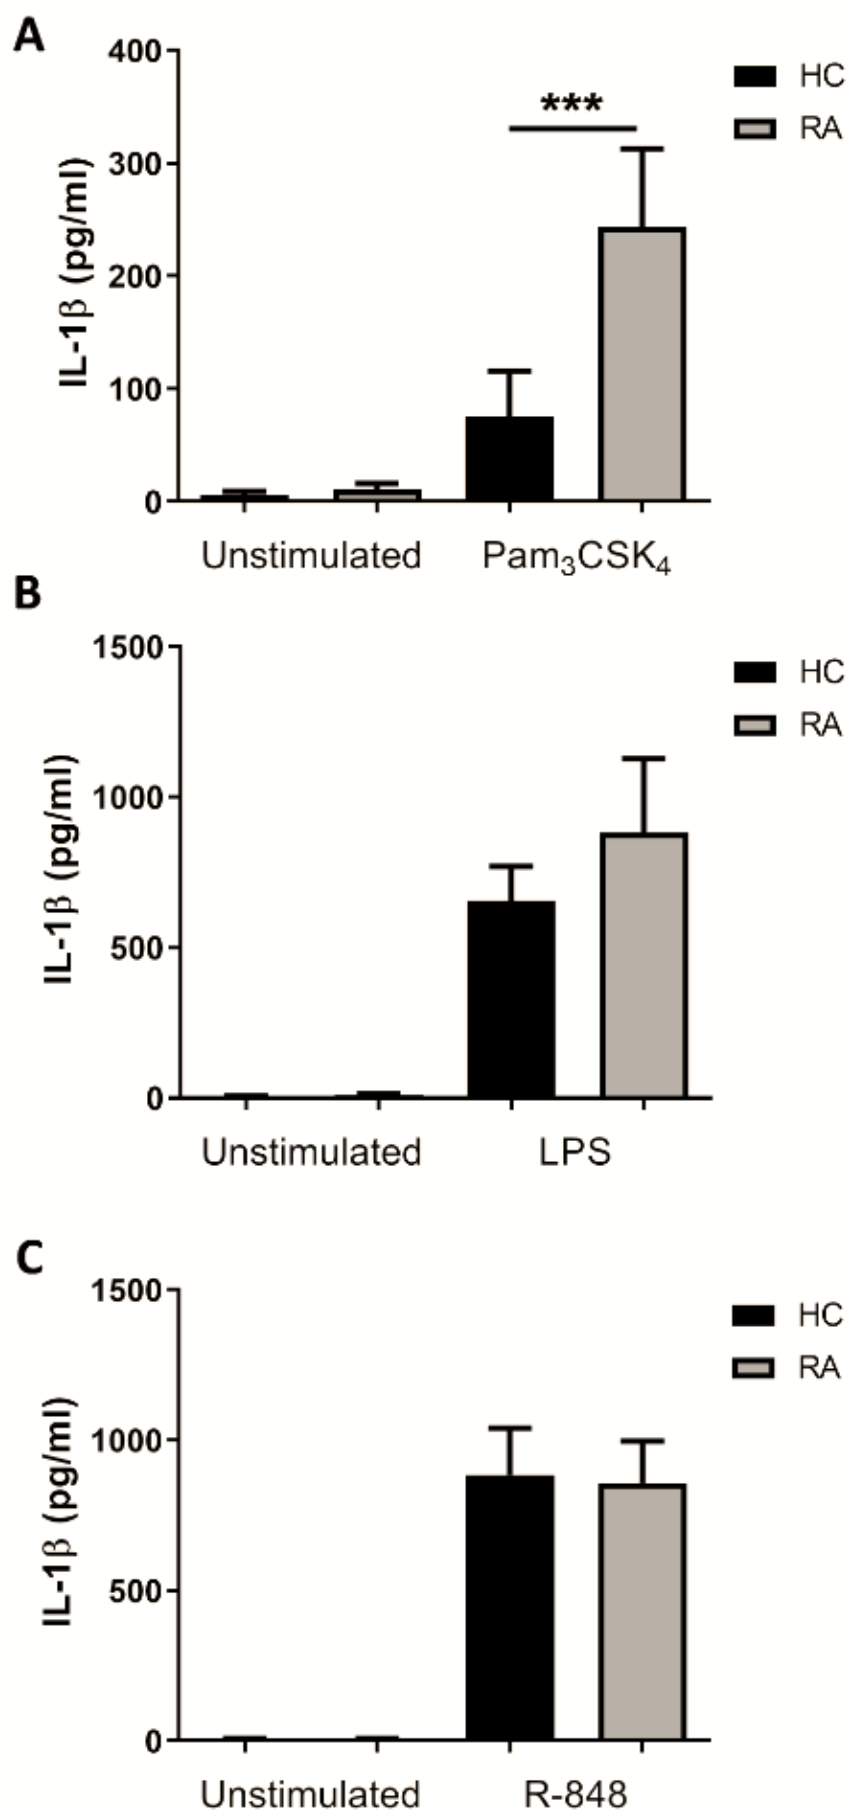 A
400
300
200
100
0
IL-1β (pg/ml)
***
HC
RA
Unstimulated Pam₃CSK₄
B
1500
1000
500
0
IL-1β (pg/ml)
HC
RA
Unstimulated LPS
C
1500
1000
500
0
IL-1β (pg/ml)
HC
RA
Unstimulated R-848